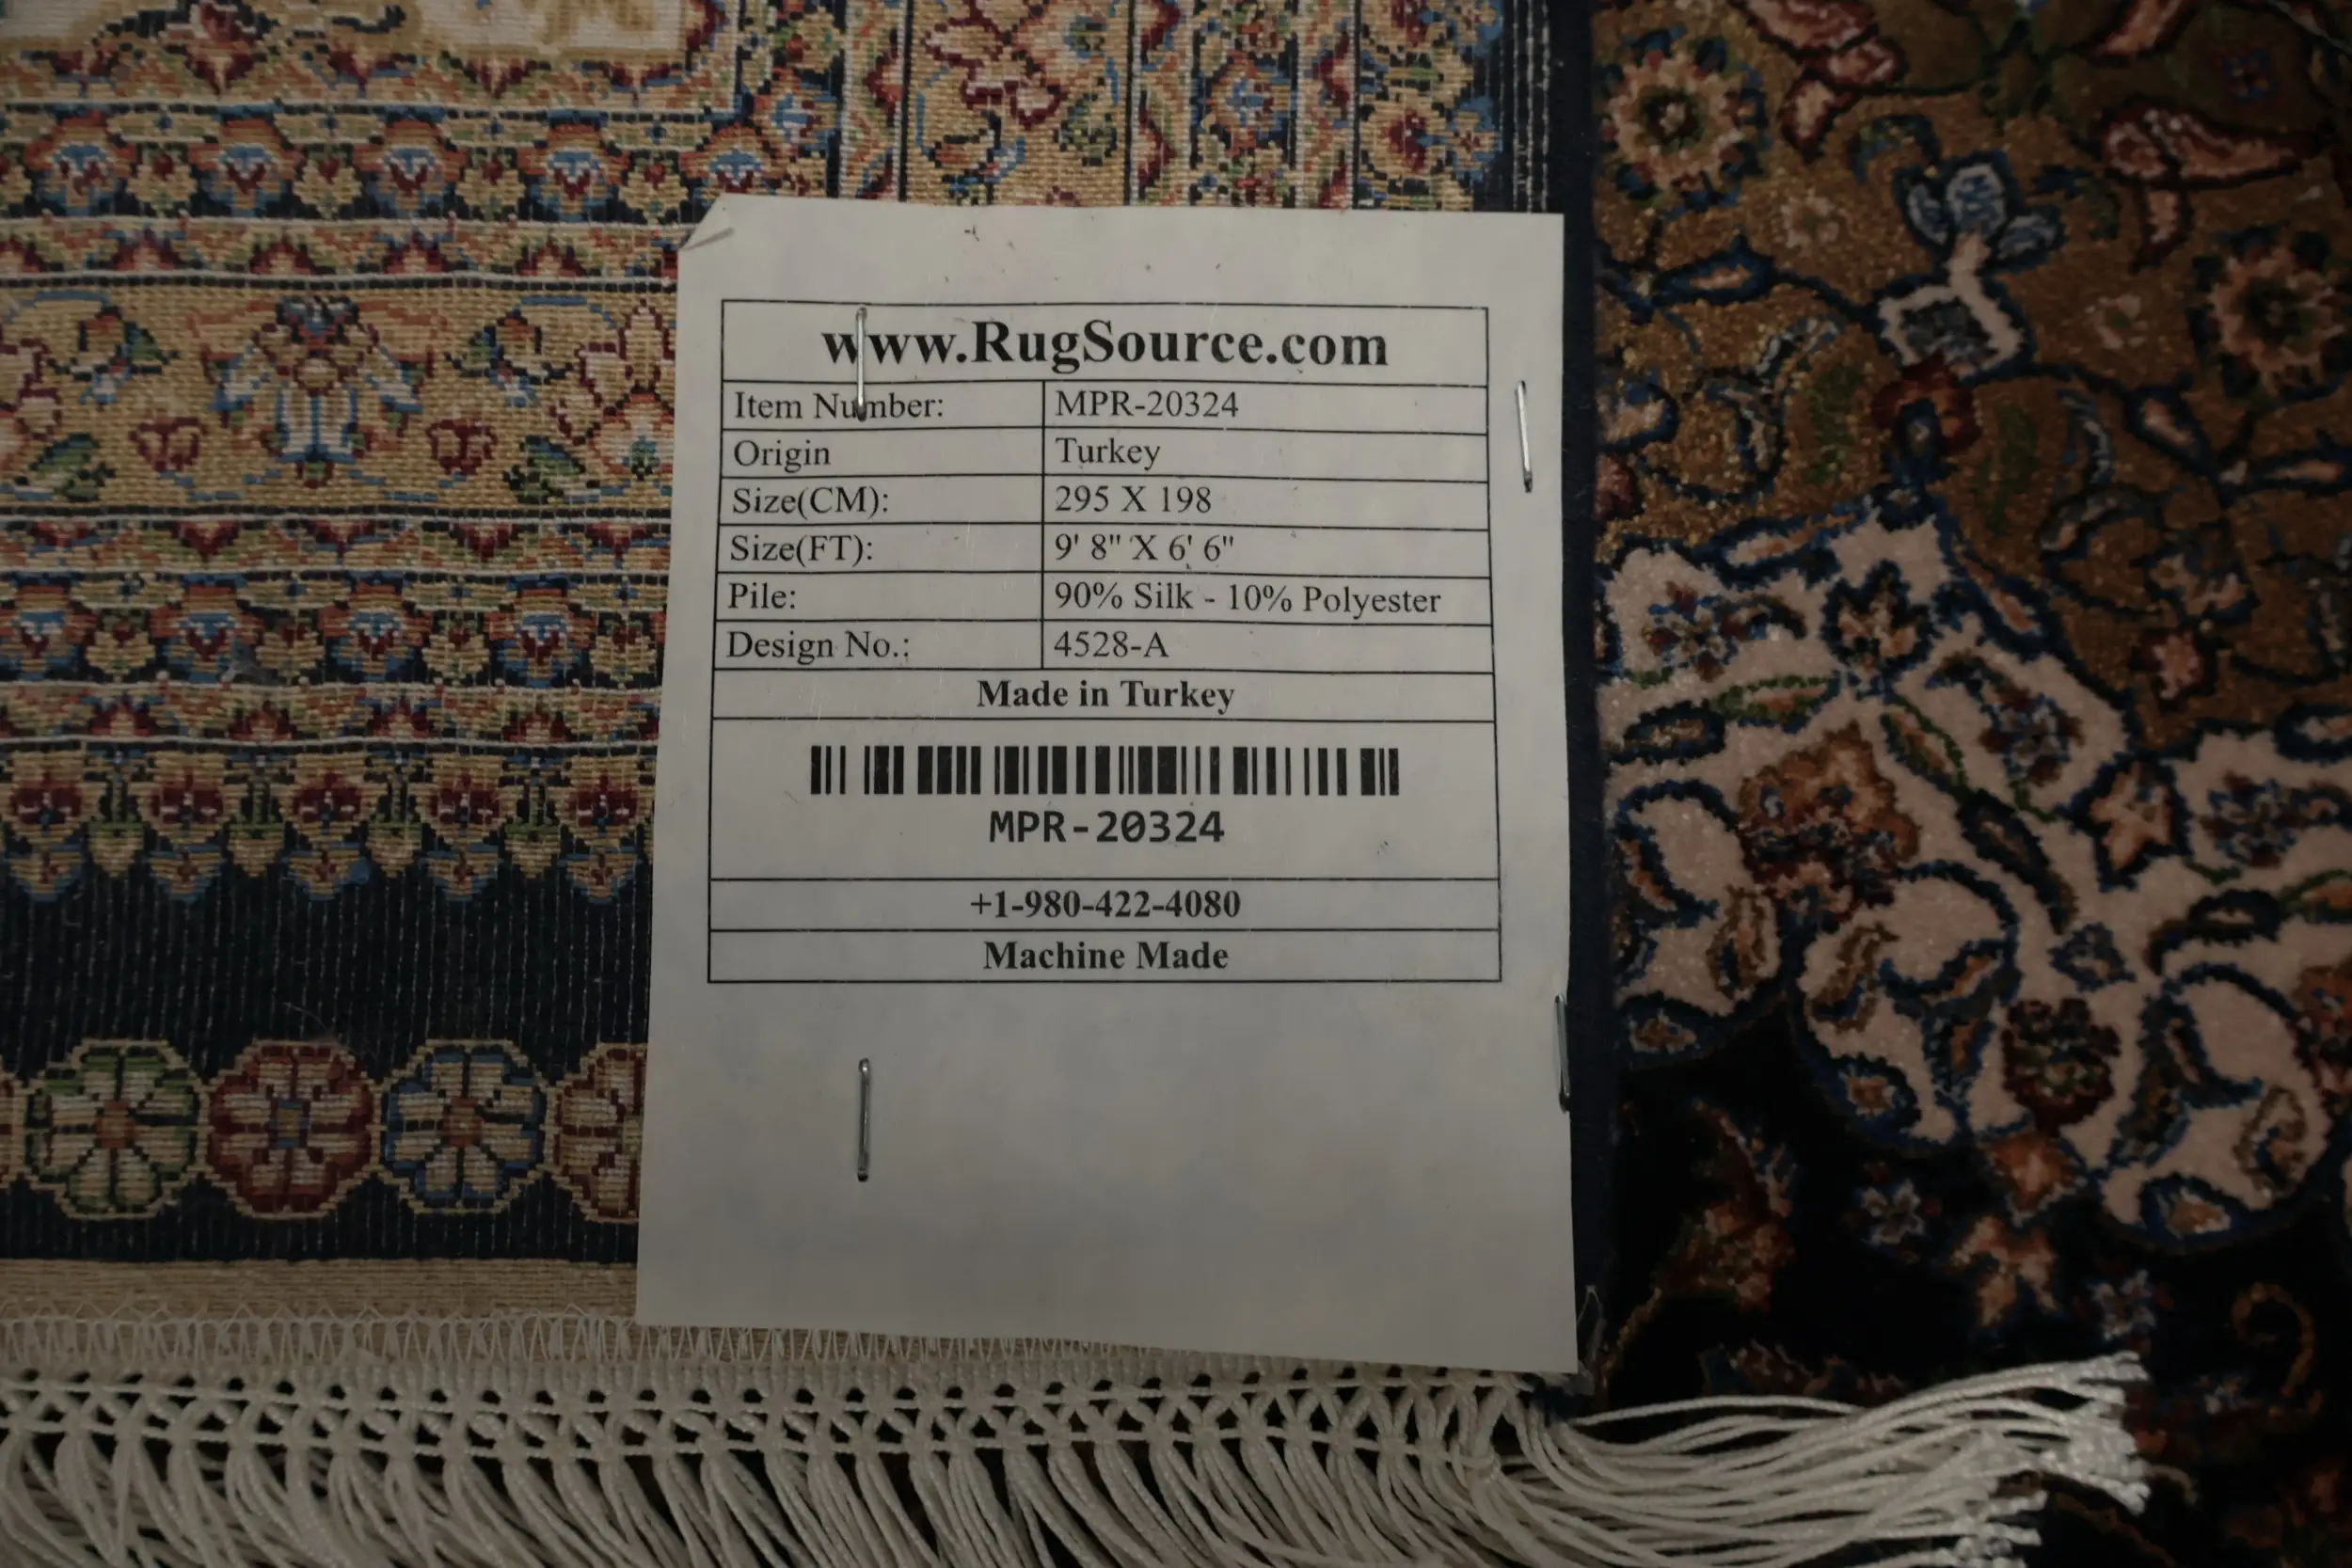 www.RugSource.com
Item Number: MPR-20324
Origin Turkey
Size(CM): 295 X 198
Size(FT): 9' 8" X 6' 6"
Pile: 90% Silk - 10% Polyester
Design No.: 4528-A
Made in Turkey
MPR-20324
+1-980-422-4080
Machine Made